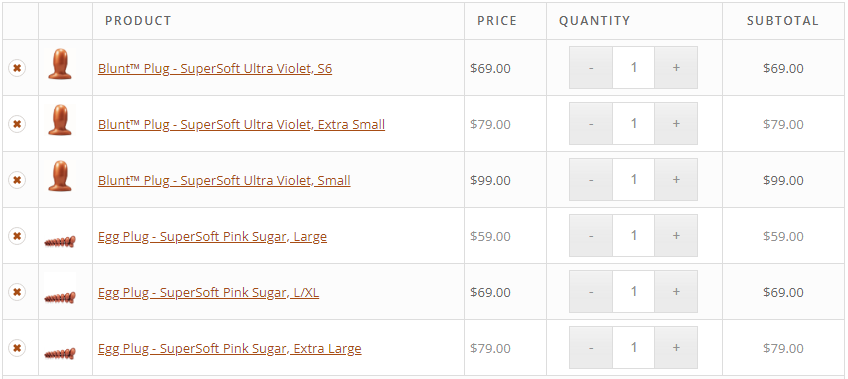 PRODUCT PRICE QUANTITY SUBTOTAL
Blunt™ Plug - SuperSoft Ultra Violet, S6 $69.00 - 1 + $69.00
Blunt™ Plug - SuperSoft Ultra Violet, Extra Small $79.00 - 1 + $79.00
Blunt™ Plug - SuperSoft Ultra Violet, Small $99.00 - 1 + $99.00
Egg Plug - SuperSoft Pink Sugar, Large $59.00 - 1 + $59.00
Egg Plug - SuperSoft Pink Sugar, L/XL $69.00 - 1 + $69.00
Egg Plug - SuperSoft Pink Sugar, Extra Large $79.00 - 1 + $79.00